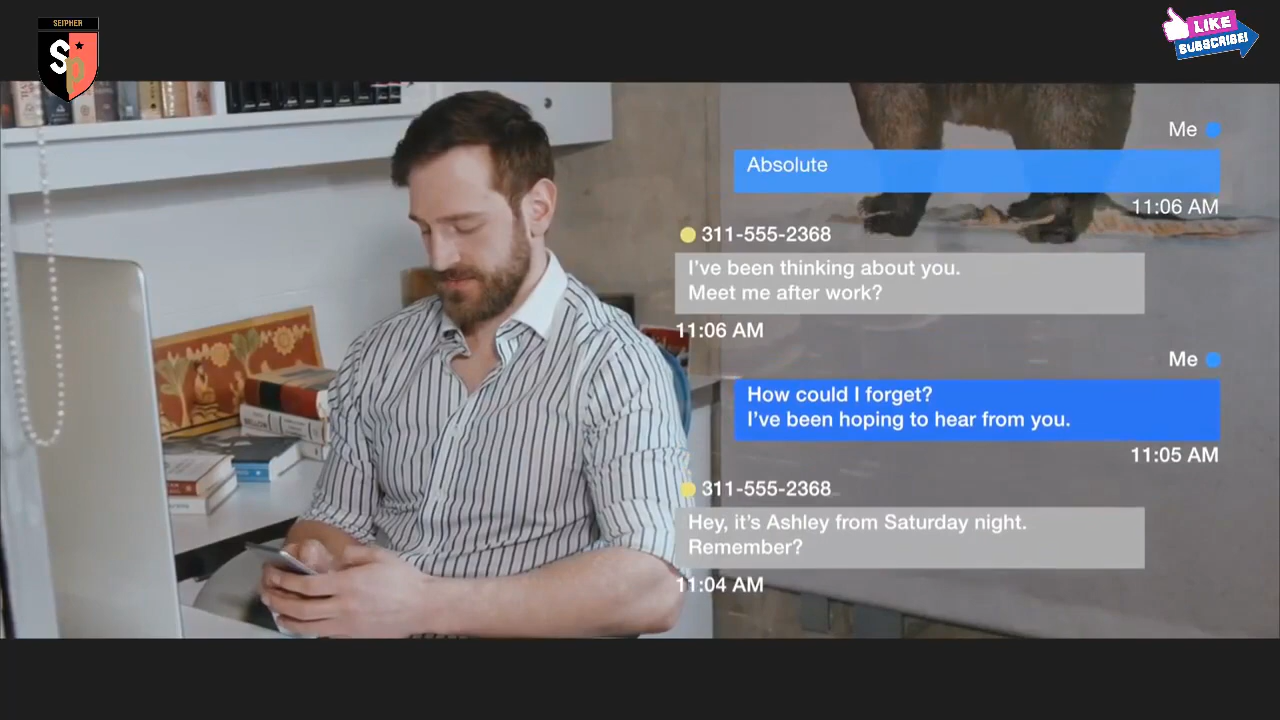 SEIPHER
SP
LIKE
SUBSCRIBE!
Me
Absolute
11:06 AM
311-555-2368
I've been thinking about you.
Meet me after work?
11:06 AM
Me
How could I forget?
I've been hoping to hear from you.
11:05 AM
311-555-2368
Hey, it's Ashley from Saturday night.
Remember?
11:04 AM